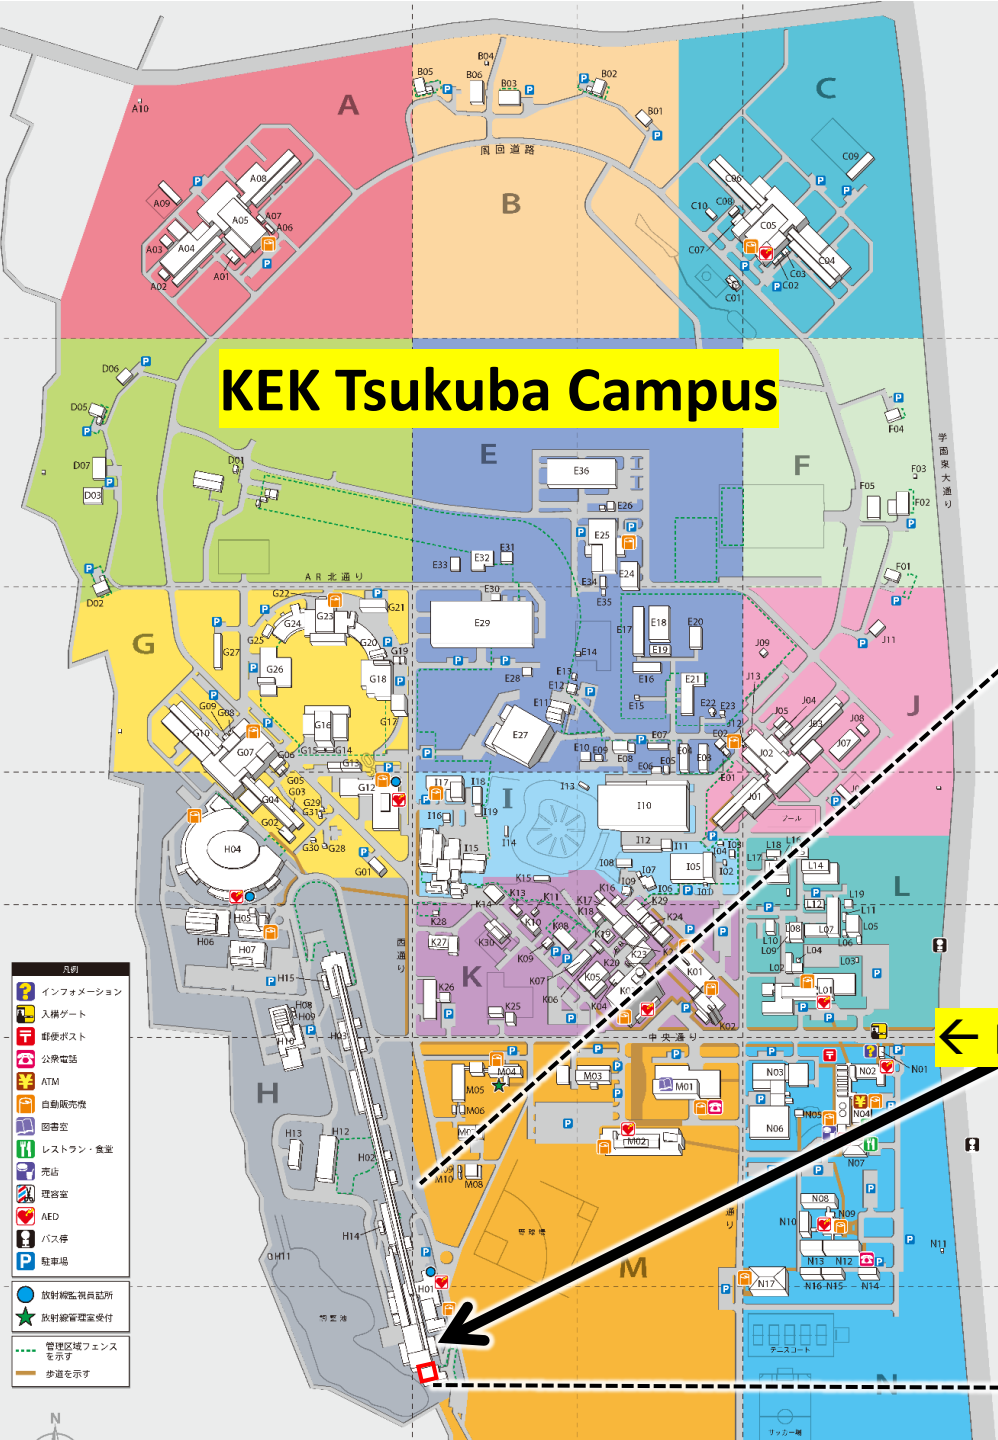 B04
B05
B06
B03
B02
B01
A10
A
C
周回道路
B
A08
A09
A05
A07
A06
A03
A04
A01
A02
C09
C06
C10
C08
C05
C07
C04
C03
C02
C01
KEK Tsukuba Campus
D06
D05
D07
D03
D01
D02
E
E36
E26
E25
E24
E31
E32
E33
E34
E35
F
F04
F03
F05
F02
F01
学園東大通り
AR北通り
E30
E29
E28
E27
E17
E18
E19
E20
E14
E16
E15
E21
E22
E23
E13
E12
E11
E10
E09
E08
E07
E06
E05
E04
E03
E02
E01
G
G22
G21
G23
G24
G25
G20
G19
G26
G27
G18
G17
G16
G15
G14
G13
G12
G09
G08
G10
G07
G06
G05
G03
G04
G29
G31
G02
G30
G28
G01
J11
J09
J13
J04
J
J05
J03
J08
J12
J02
J07
J01
プール
I17
I18
I
I16
I19
I15
I14
I13
I10
I12
I11
I08
I07
I09
I06
I05
I04
I03
I02
I01
H04
H05
H06
H07
H15
H08
H09
H10
H03
H
H13
H12
H02
H14
H11
H01
調整池
西通り
K15
K14
K13
K11
K16
K17
K18
K29
K28
K10
K24
K27
K30
K08
K19
K09
K20
K23
K
K07
K05
K01
K26
K06
K04
K25
K02
中央通り
L16
L18
L17
L14
L
L19
L12
L11
L10
L09
L08
L07
L05
L06
L04
L02
L03
L01
M04
M05
M06
M03
M01
M02
M10
M08
野球場
M
N03
N02
N01
N05
N04
N06
N07
N08
N10
N09
N13
N12
N11
N16
N15
N14
N17
通り
テニスコート
N
サッカー場
←
凡例
インフォメーション
入構ゲート
郵便ポスト
公衆電話
ATM
自動販売機
図書室
レストラン・食堂
売店
理容室
AED
バス停
駐車場
放射線監視員詰所
放射線管理室受付
管理区域フェンス
を示す
歩道を示す
N